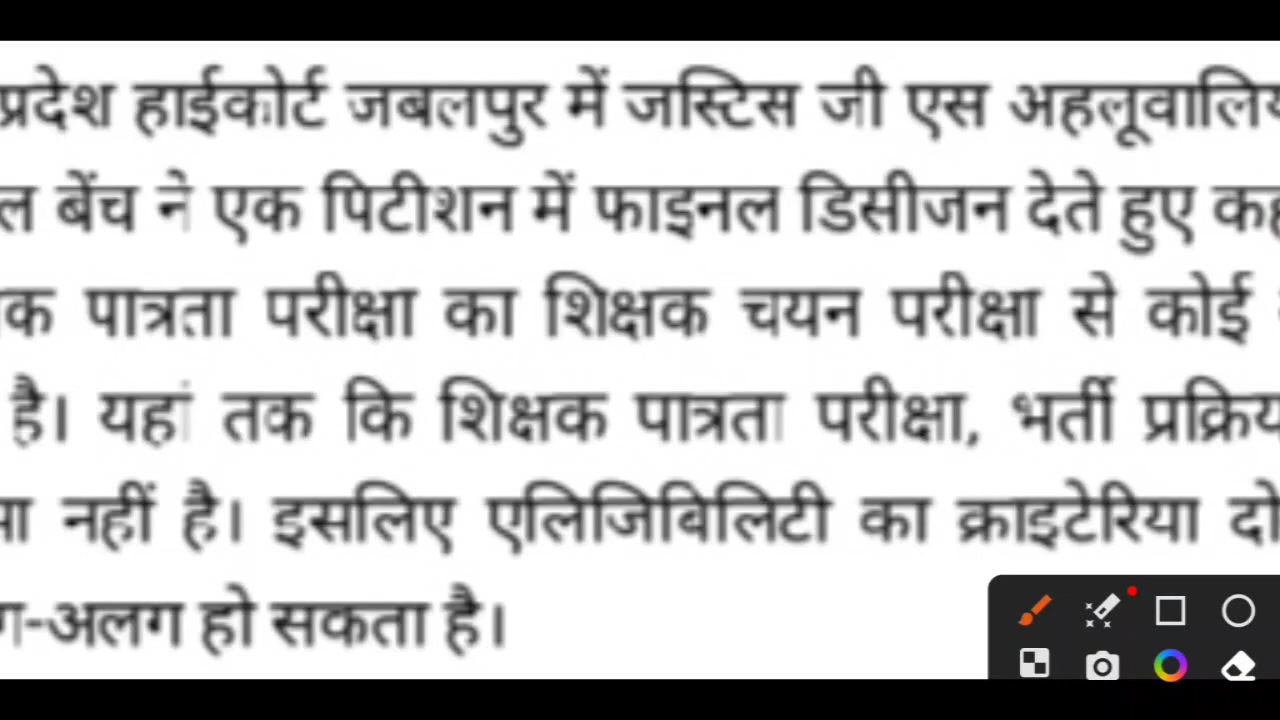 प्रदेश हाईकोर्ट जबलपुर में जस्टिस जी एस अहलूवालिय
ल बेंच ने एक पिटीशन में फाइनल डिसीजन देते हुए कह
क पात्रता परीक्षा का शिक्षक चयन परीक्षा से कोई
है। यहां तक कि शिक्षक पात्रता परीक्षा, भर्ती प्रक्रिय
नहीं है। इसलिए एलिजिबिलिटी का क्राइटेरिया दो
ग-अलग हो सकता है।